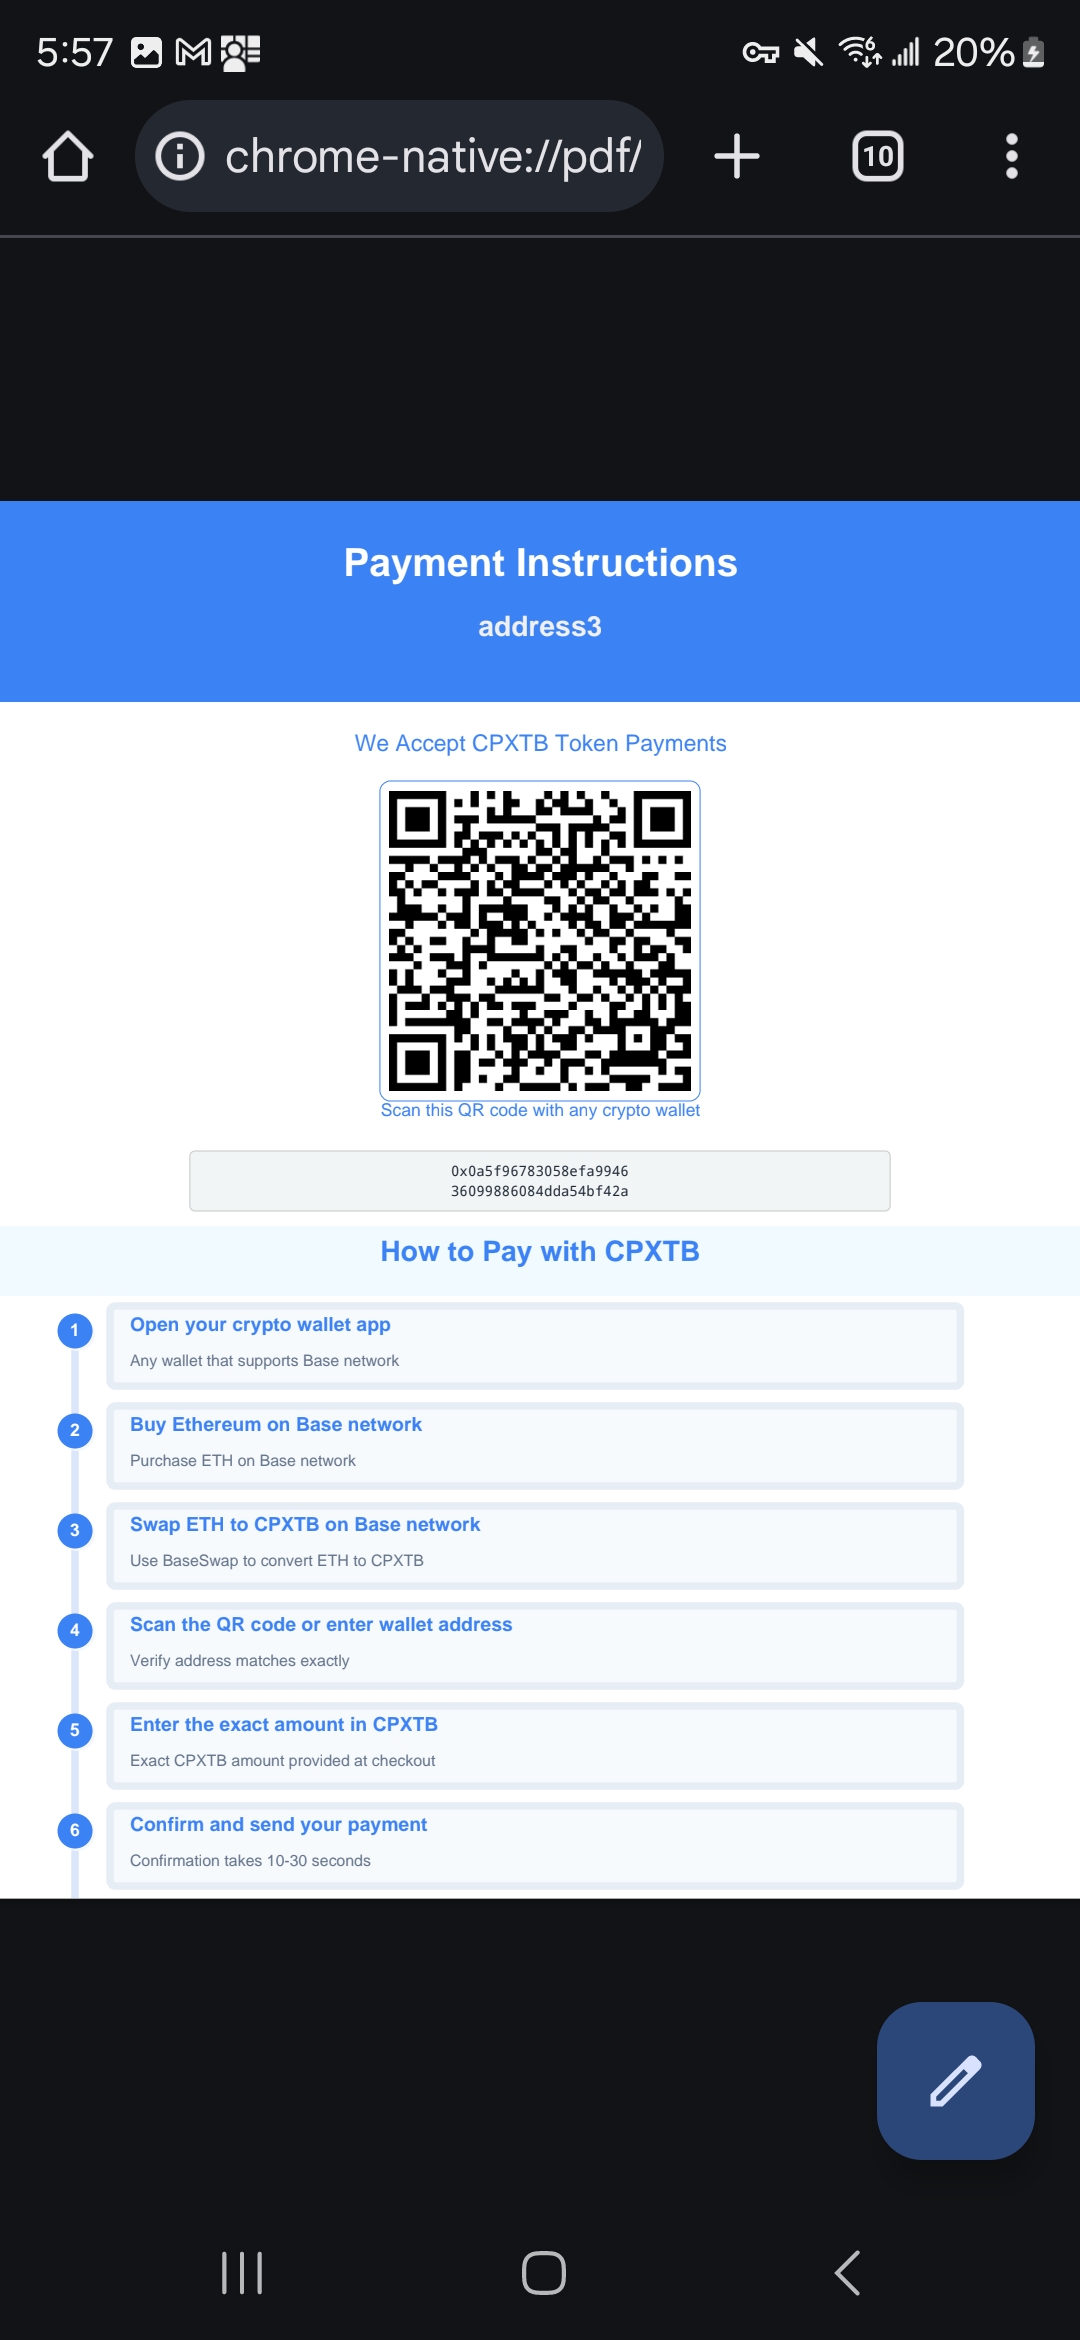 5:57
20%
chrome-native://pdf/
10
Payment Instructions
address3
We Accept CPXTB Token Payments
Scan this QR code with any crypto wallet
0x0a5f96783058efa9946
36099886084dda54bf42a
How to Pay with CPXTB
1
Open your crypto wallet app
Any wallet that supports Base network
2
Buy Ethereum on Base network
Purchase ETH on Base network
3
Swap ETH to CPXTB on Base network
Use BaseSwap to convert ETH to CPXTB
4
Scan the QR code or enter wallet address
Verify address matches exactly
5
Enter the exact amount in CPXTB
Exact CPXTB amount provided at checkout
6
Confirm and send your payment
Confirmation takes 10-30 seconds